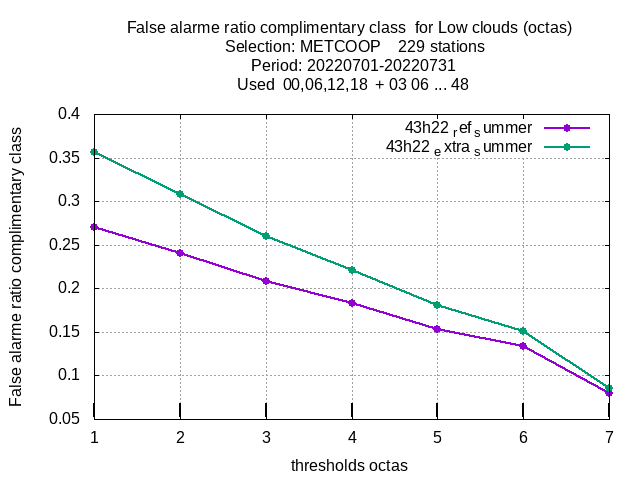 False alarme ratio complimentary class  for Low clouds (octas)
Selection: METCOOP    229 stations
Period: 20220701-20220731
Used  00,06,12,18  + 03 06 ... 48
43h22 ref summer
43h22 extra summer
False alarme ratio complimentary class
0.4
0.35
0.3
0.25
0.2
0.15
0.1
0.05
1 2 3 4 5 6 7
thresholds octas